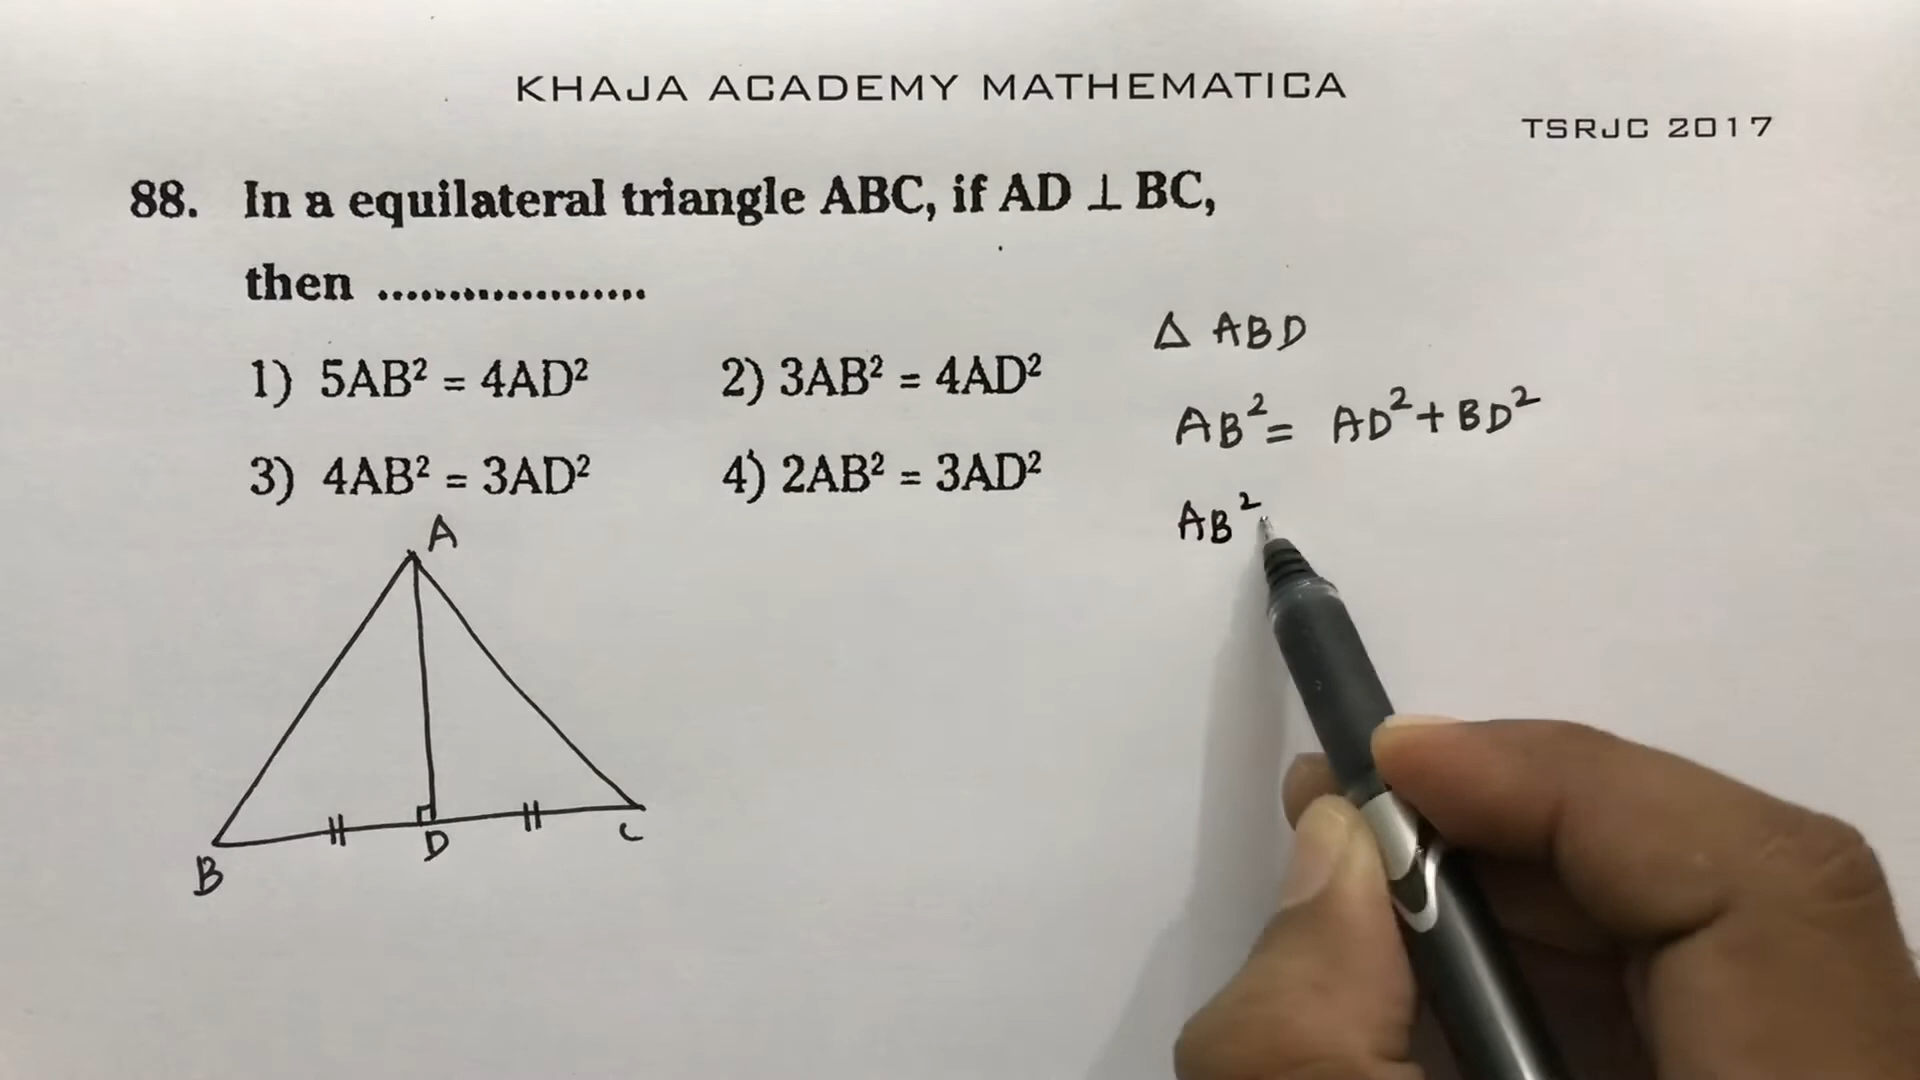 KHAJA ACADEMY MATHEMATICA
TSRJC 2017
88. In a equilateral triangle ABC, if AD ⊥ BC,
then ...................
1) 5AB² = 4AD² 2) 3AB² = 4AD²
3) 4AB² = 3AD² 4) 2AB² = 3AD²
Δ ABD
AB² = AD² + BD²
AB²
A
B
D
C